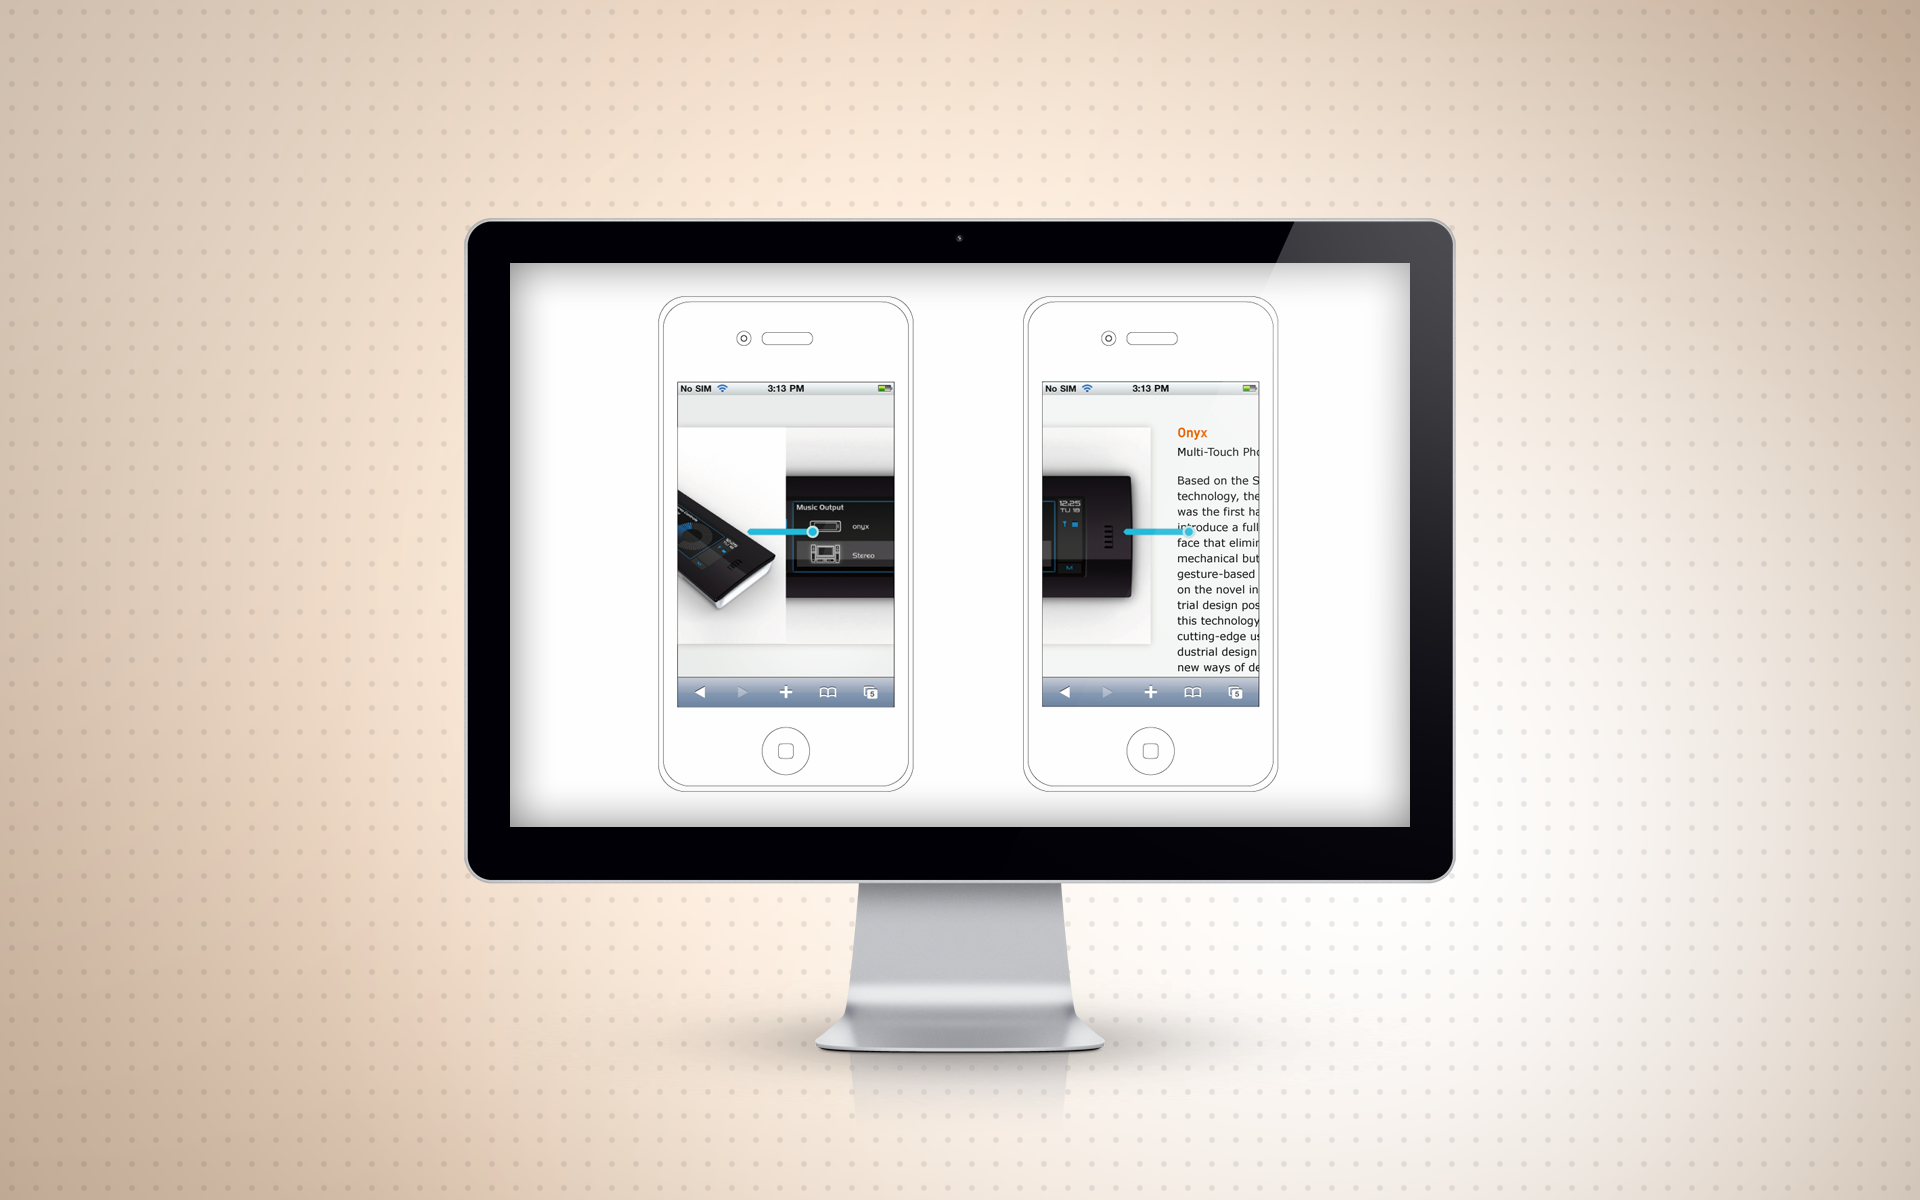 No SIM 3:13 PM
Music Output
onyx
Stereo
5
No SIM 3:13 PM
12:25
TU 18
M
Onyx
Multi-Touch Pho
Based on the S
technology, the
was the first ha
introduce a full
face that elimin
mechanical but
gesture-based
on the novel in
trial design pos
this technology
cutting-edge us
dustrial design
new ways of de
5